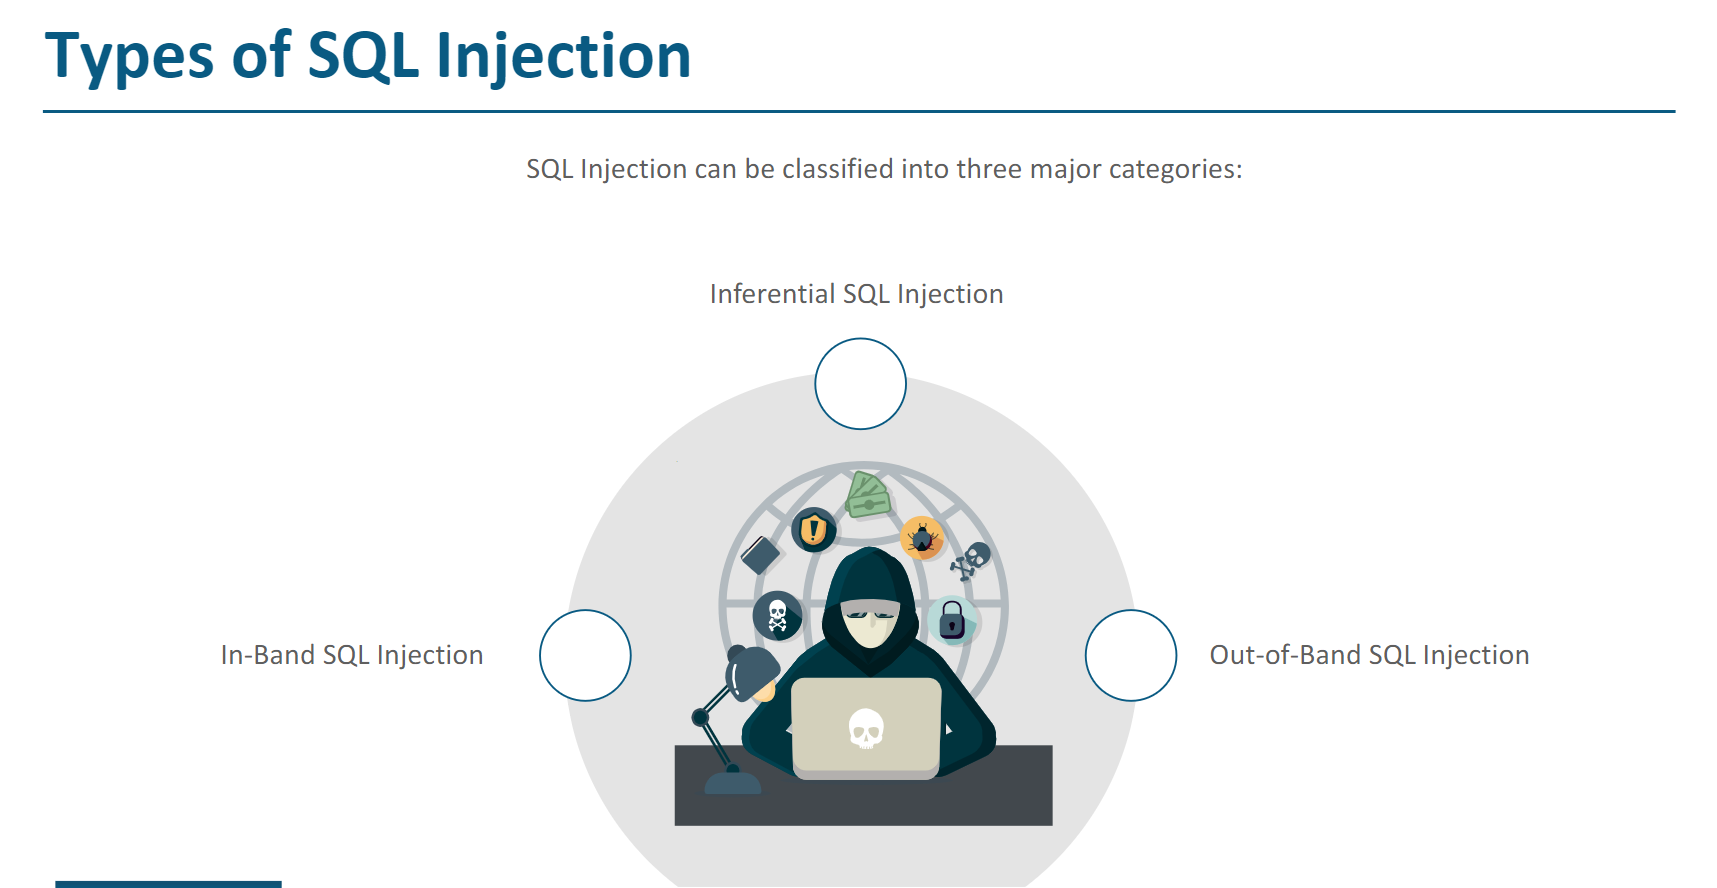 Types of SQL Injection
SQL Injection can be classified into three major categories:
Inferential SQL Injection
In-Band SQL Injection
Out-of-Band SQL Injection